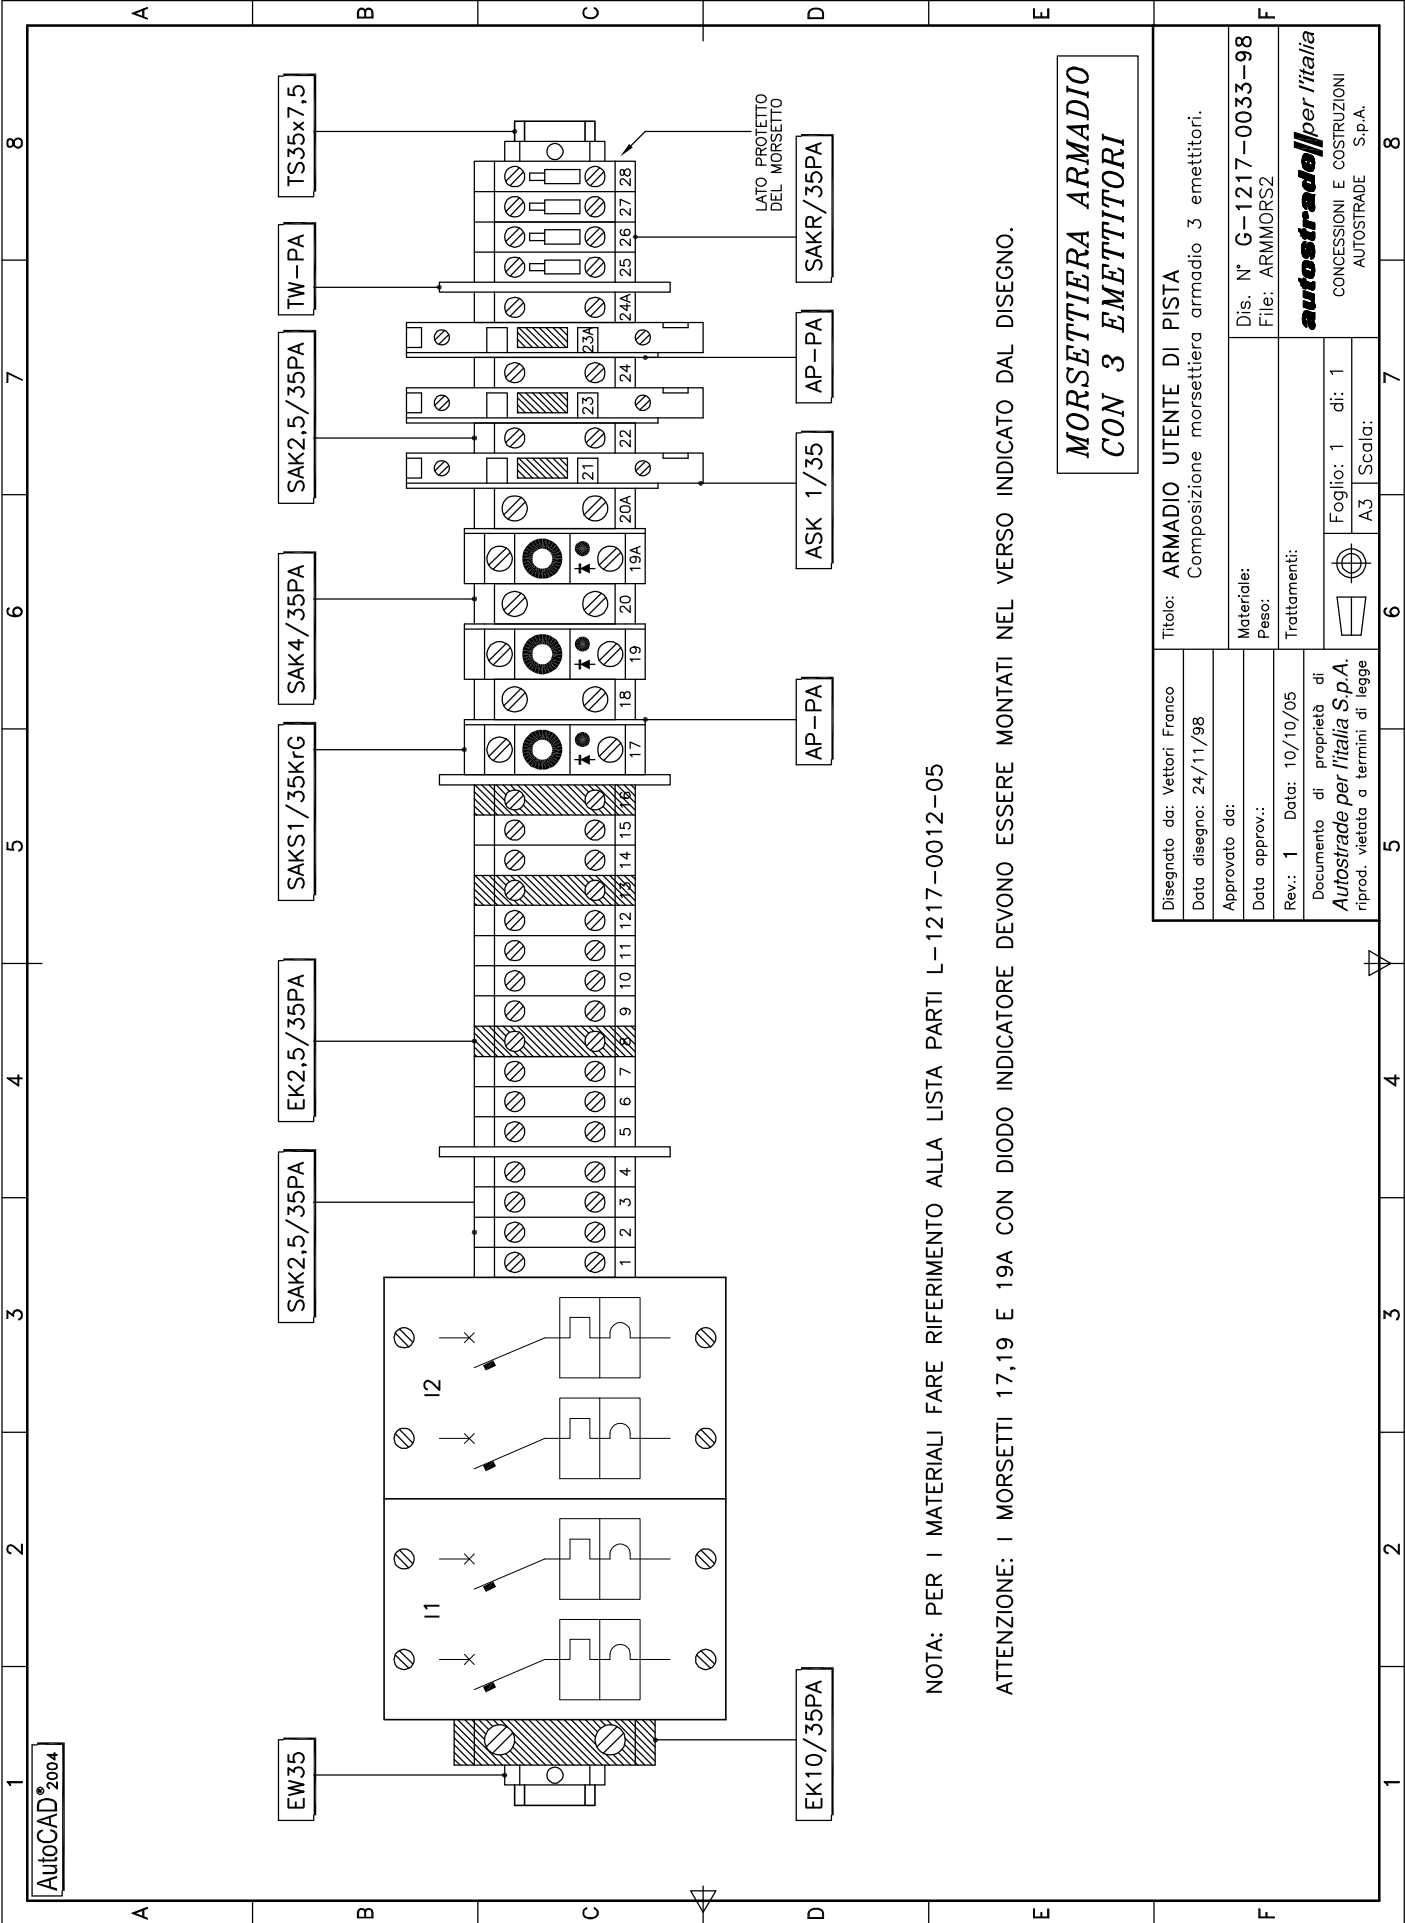 1 2 3 4 5 6 7 8
A B C D E F
AutoCAD® 2004
EW35
SAK2,5/35PA
EK2,5/35PA
SAKS1/35KrG
SAK4/35PA
SAK2,5/35PA
TW-PA
TS35x7,5
I1 I2
1 2 3 4 5 6 7 8 9 10 11 12 13 14 15 16 17 18 19 20 19A 20A 21 22 23 24 23A 24A 25 26 27 28
LATO PROTETTO
DEL MORSETTO
EK10/35PA
AP-PA
ASK 1/35
AP-PA
SAKR/35PA
NOTA: PER I MATERIALI FARE RIFERIMENTO ALLA LISTA PARTI L-1217-0012-05
ATTENZIONE: I MORSETTI 17,19 E 19A CON DIODO INDICATORE DEVONO ESSERE MONTATI NEL VERSO INDICATO DAL DISEGNO.
MORSETTIERA ARMADIO
CON 3 EMETTITORI
Disegnato da: Vettori Franco
Data disegno: 24/11/98
Approvato da:
Data approv.:
Rev.: 1 Data: 10/10/05
Documento di proprietà di
Autostrade per l'italia S.p.A.
riprod. vietata a termini di legge
Titolo: ARMADIO UTENTE DI PISTA
Composizione morsettiera armadio 3 emettitori.
Materiale:
Peso:
Trattamenti:
Dis. N° G-1217-0033-98
File: ARMMORS2
Foglio: 1 di: 1
A3 Scala:
autostrade//per l'italia
CONCESSIONI E COSTRUZIONI
AUTOSTRADE S.p.A.
1 2 3 4 5 6 7 8
A B C D E F